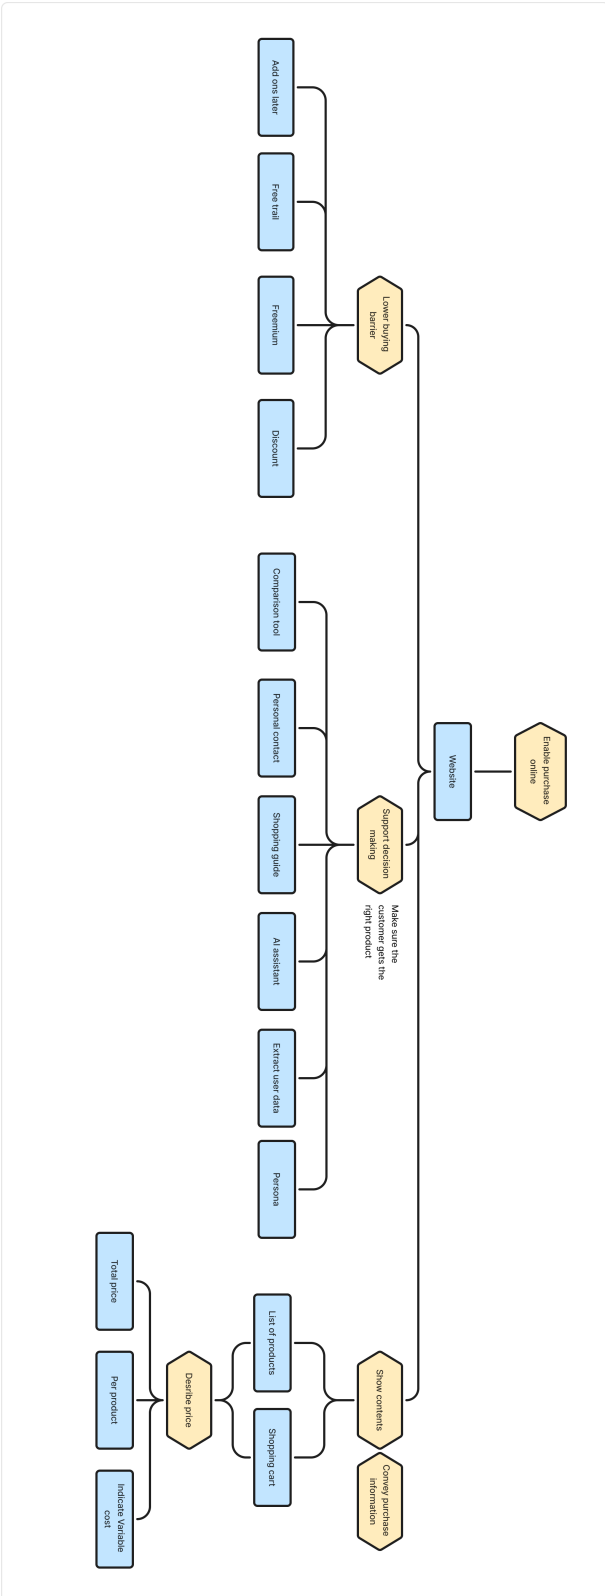 Enable purchase
online
Website
Lower buying
barrier
Support decision
making
Make sure the
customer gets the
right product
Show contents
Convey purchase
information
Add ons later
Free trail
Freemium
Discount
Comparison tool
Personal contact
Shopping guide
AI assistant
Extract user data
Persona
List of products
Shopping cart
Desribe price
Total price
Per product
Indicate Variable
cost